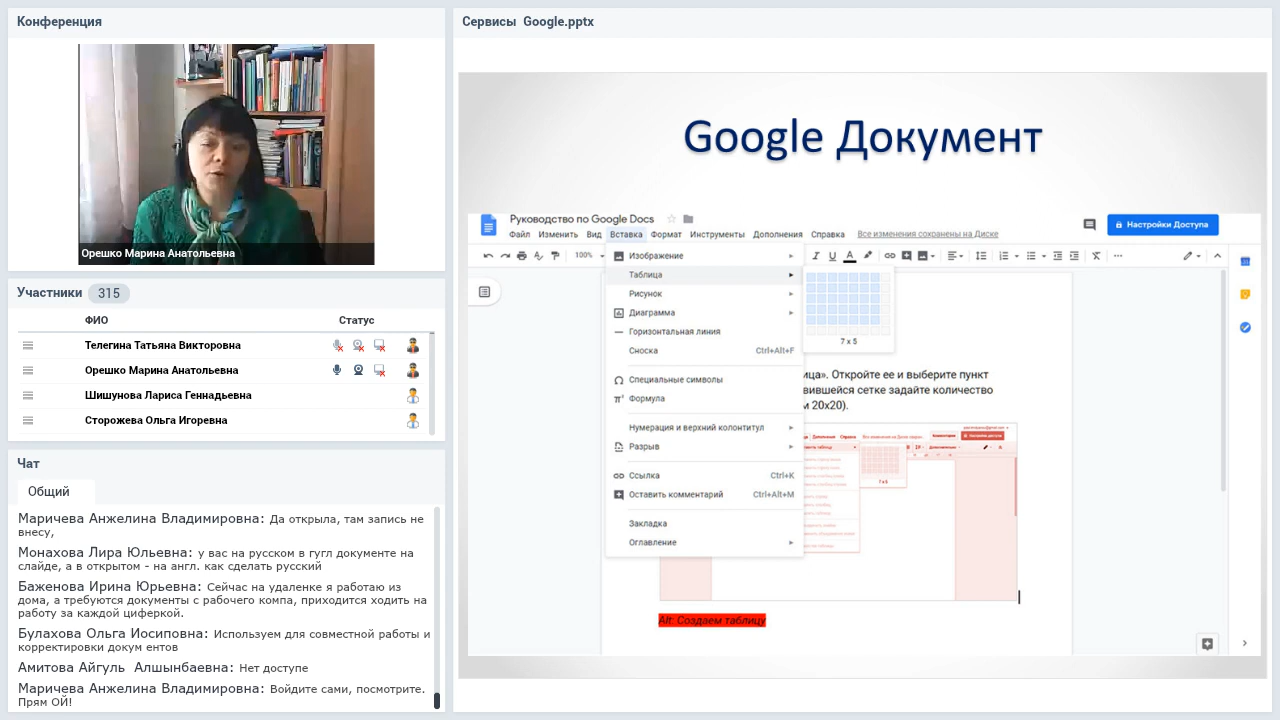 Конференция
Орешко Марина Анатольевна
Участники 315
ФИО Статус
Телегина Татьяна Викторовна
Орешко Марина Анатольевна
Шишунова Лариса Геннадьевна
Сторожева Ольга Игоревна
Чат
Общий
Маричева Анжелина Владимировна: Да открыла, там запись не
внесу,
Монахова Лира Юльевна: у вас на русском в гугл документе на
слайде, а в открытом - на англ. как сделать русский
Баженова Ирина Юрьевна: Сейчас на удаленке я работаю из
дома, а требуются документы с рабочего компа, приходится ходить на
работу за каждой циферкой.
Булахова Ольга Иосиповна: Используем для совместной работы и
корректировки докум ентов
Амитова Айгуль Алшынбаевна: Нет доступе
Маричева Анжелина Владимировна: Войдите сами, посмотрите.
Прям ОЙ!
Сервисы Google.pptx
Google Документ
Руководство по Google Docs
Файл Изменить Вид Вставка Формат Инструменты Дополнения Справка Все изменения сохранены на Диске
Настройки Доступа
100%
Изображение
Таблица
Рисунок
Диаграмма
Горизонтальная линия
Сноска Ctrl+Alt+F
Специальные символы
Формула
Нумерация и верхний колонтитул
Разрыв
Ссылка Ctrl+K
Оставить комментарий Ctrl+Alt+M
Закладка
Оглавление
7 x 5
ица». Откройте ее и выберите пункт
вившейся сетке задайте количество
м 20x20).
7 x 6
Alt: Создаем таблицу